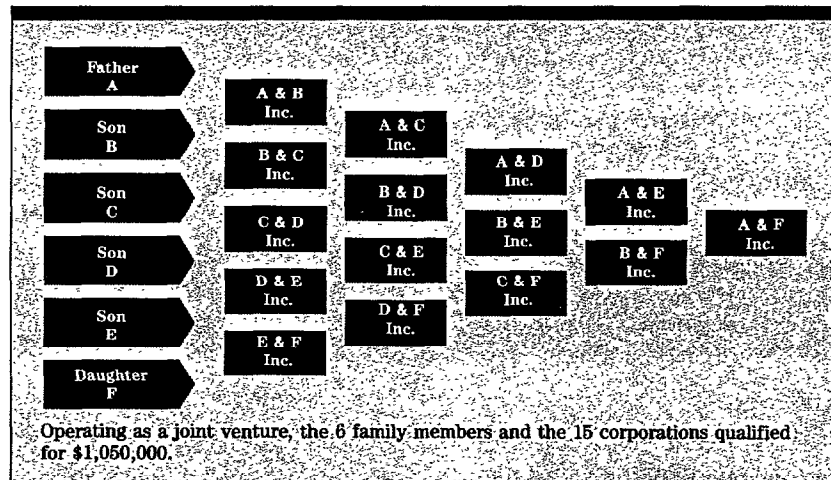 Father
A
Son
B
Son
C
Son
D
Son
E
Daughter
F
A & B
Inc.
B & C
Inc.
C & D
Inc.
D & E
Inc.
E & F
Inc.
A & C
Inc.
B & D
Inc.
C & E
Inc.
D & F
Inc.
A & D
Inc.
B & E
Inc.
C & F
Inc.
A & E
Inc.
B & F
Inc.
A & F
Inc.
Operating as a joint venture, the 6 family members and the 15 corporations qualified
for $1,050,000.